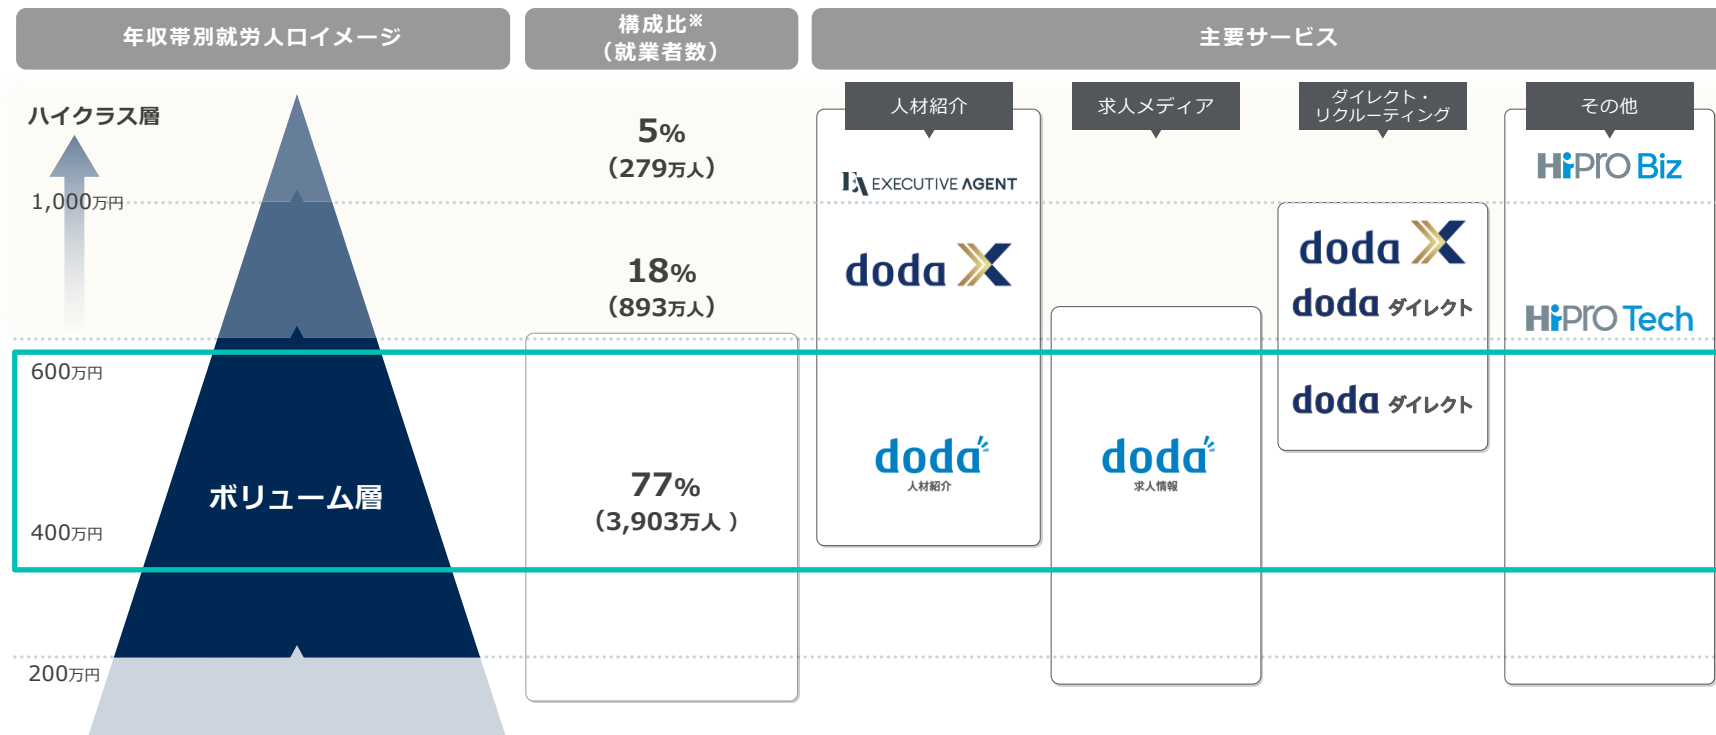 年収帯別就労人口イメージ
構成比※
（就業者数）
主要サービス
ハイクラス層
1,000万円
600万円
400万円
200万円
ボリューム層
5%
（279万人）
18%
（893万人）
77%
（3,903万人 ）
人材紹介
EXECUTIVE AGENT
doda X
doda
人材紹介
求人メディア
doda
求人情報
ダイレクト・
リクルーティング
doda X
doda ダイレクト
doda ダイレクト
その他
HiPRO Biz
HiPRO Tech